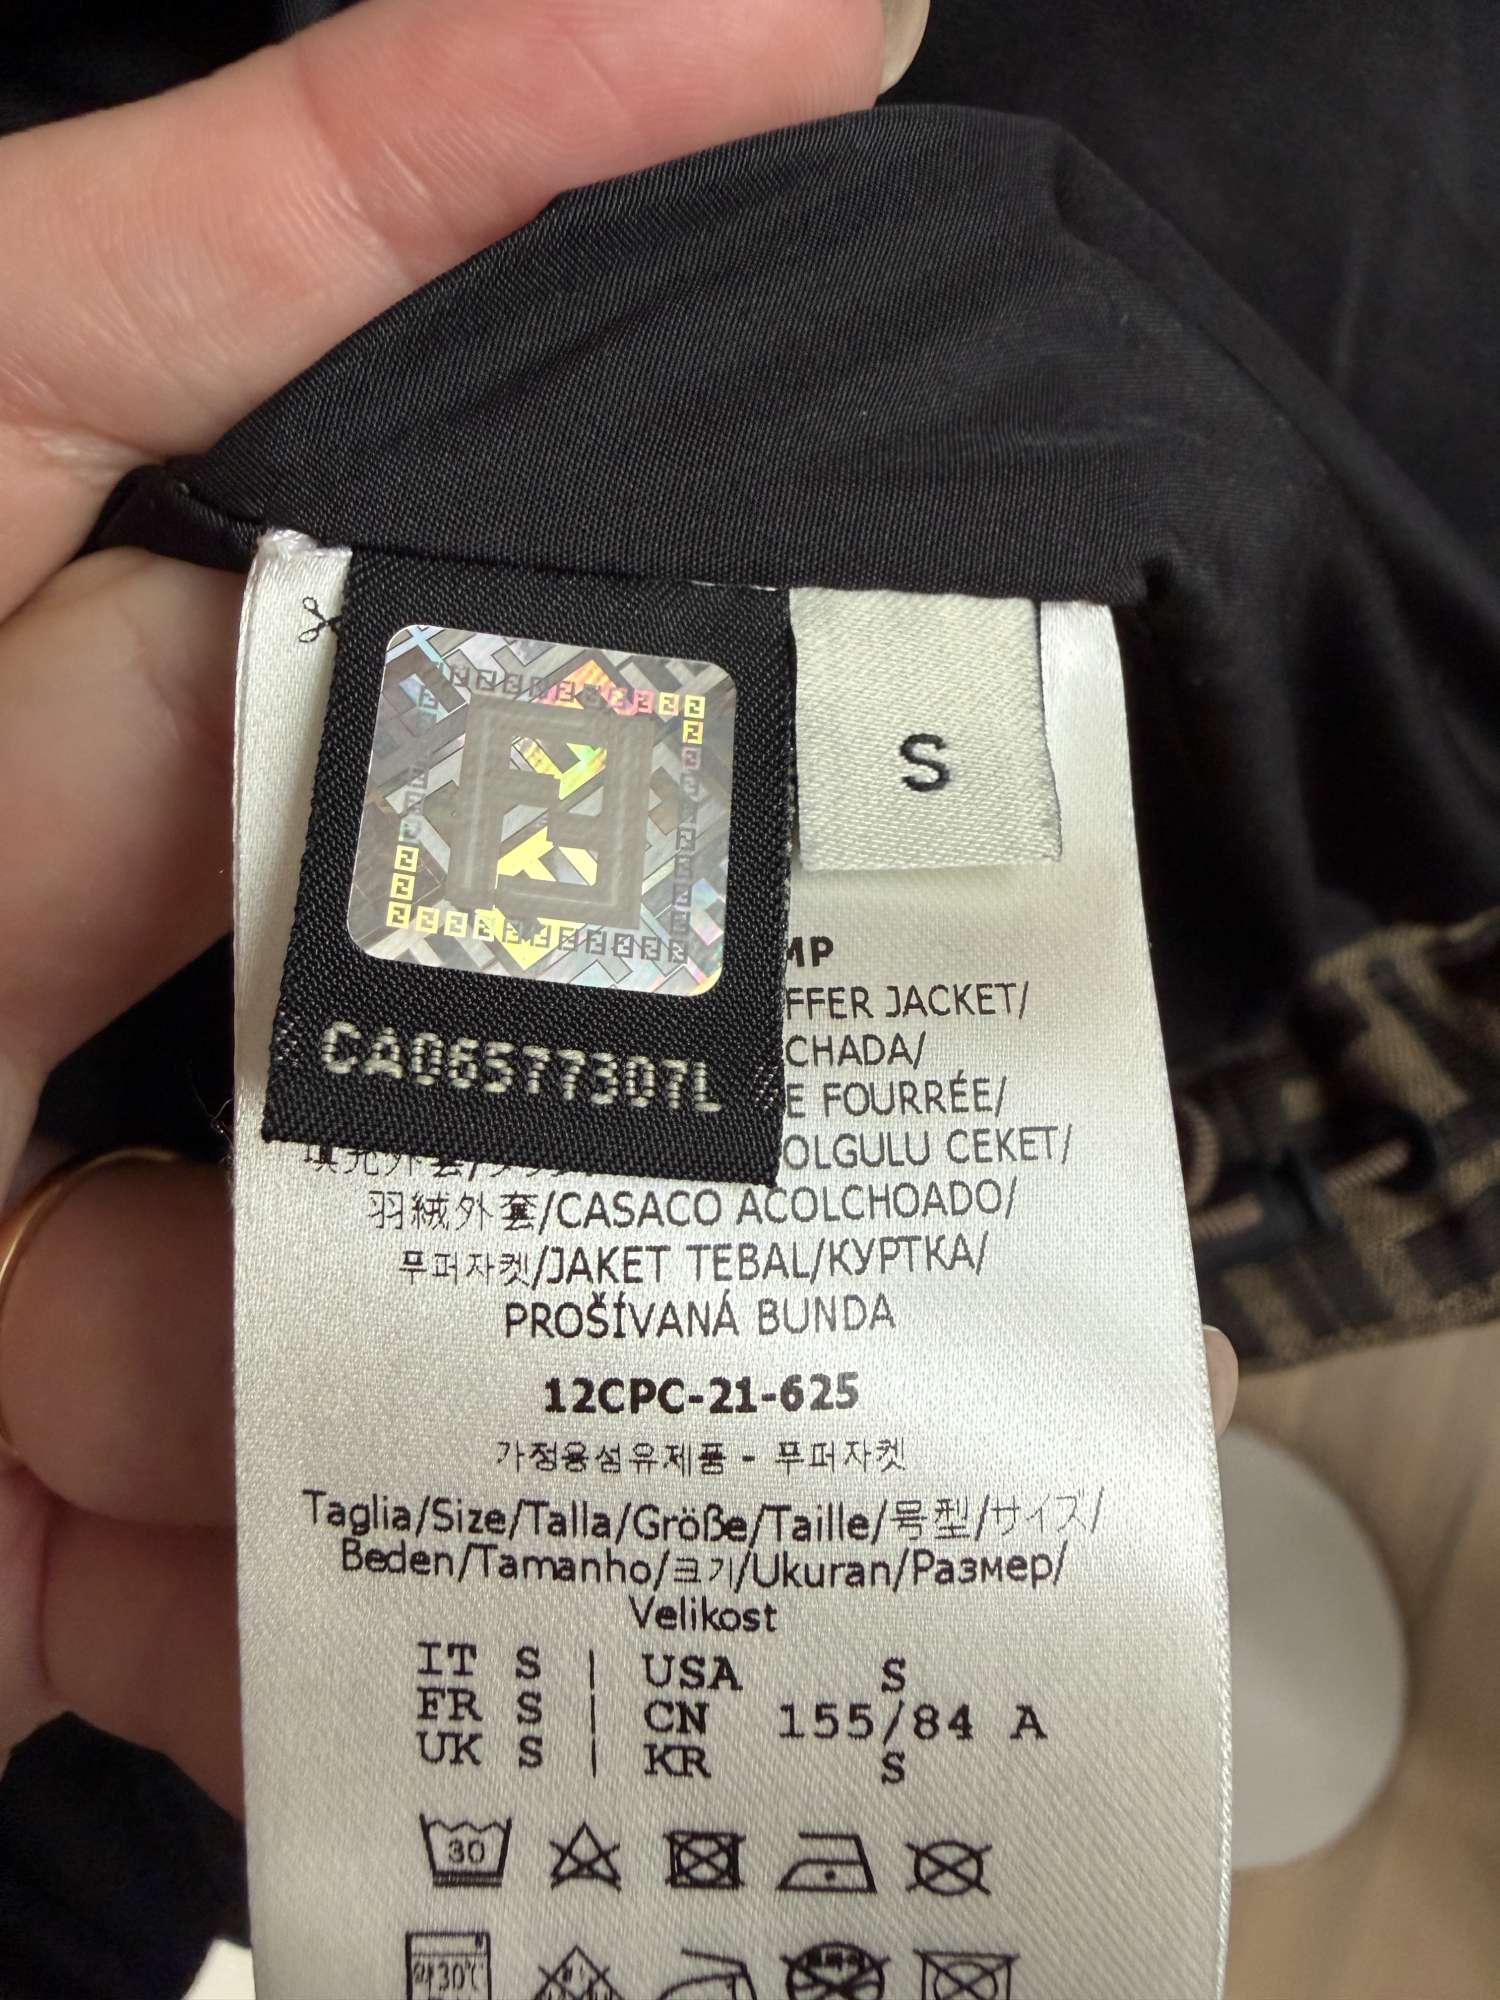 S
CA06577307L
MP
FFER JACKET/
CHADA/
E FOURRÉE/
OLGULU CEKET/
羽絨外套/CASACO ACOLCHOADO/
무퍼자켓/JAKET TEBAL/КУРТКА/
PROŠÍVANÁ BUNDA
12CPC-21-625
가정용섬유제품 - 무퍼자켓
Taglia/Size/Talla/Größe/Taille/号型/サイズ/
Beden/Tamanho/크기/Ukuran/Размер/
Velikost
IT S | USA S
FR S | CN 155/84 A
UK S | KR S
30
30℃